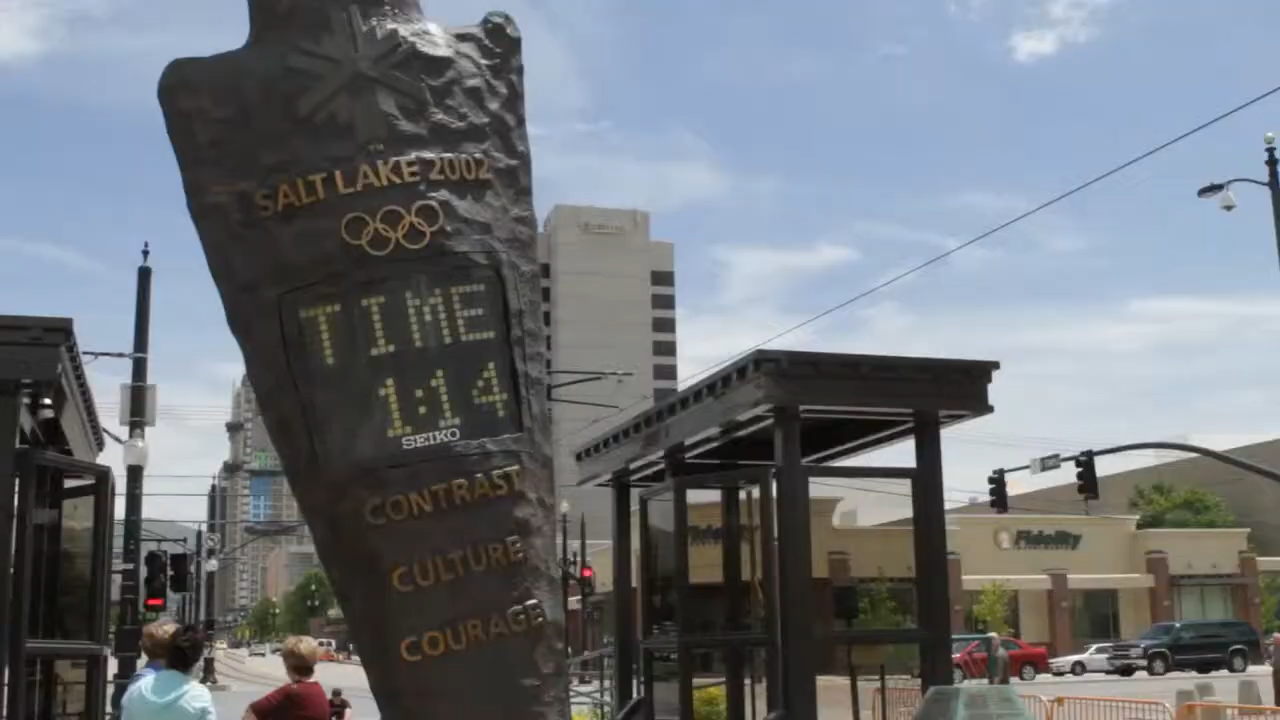 SALT LAKE 2002
TIME
1:14
SEIKO
CONTRAST
CULTURE
COURAGE
Fidelity